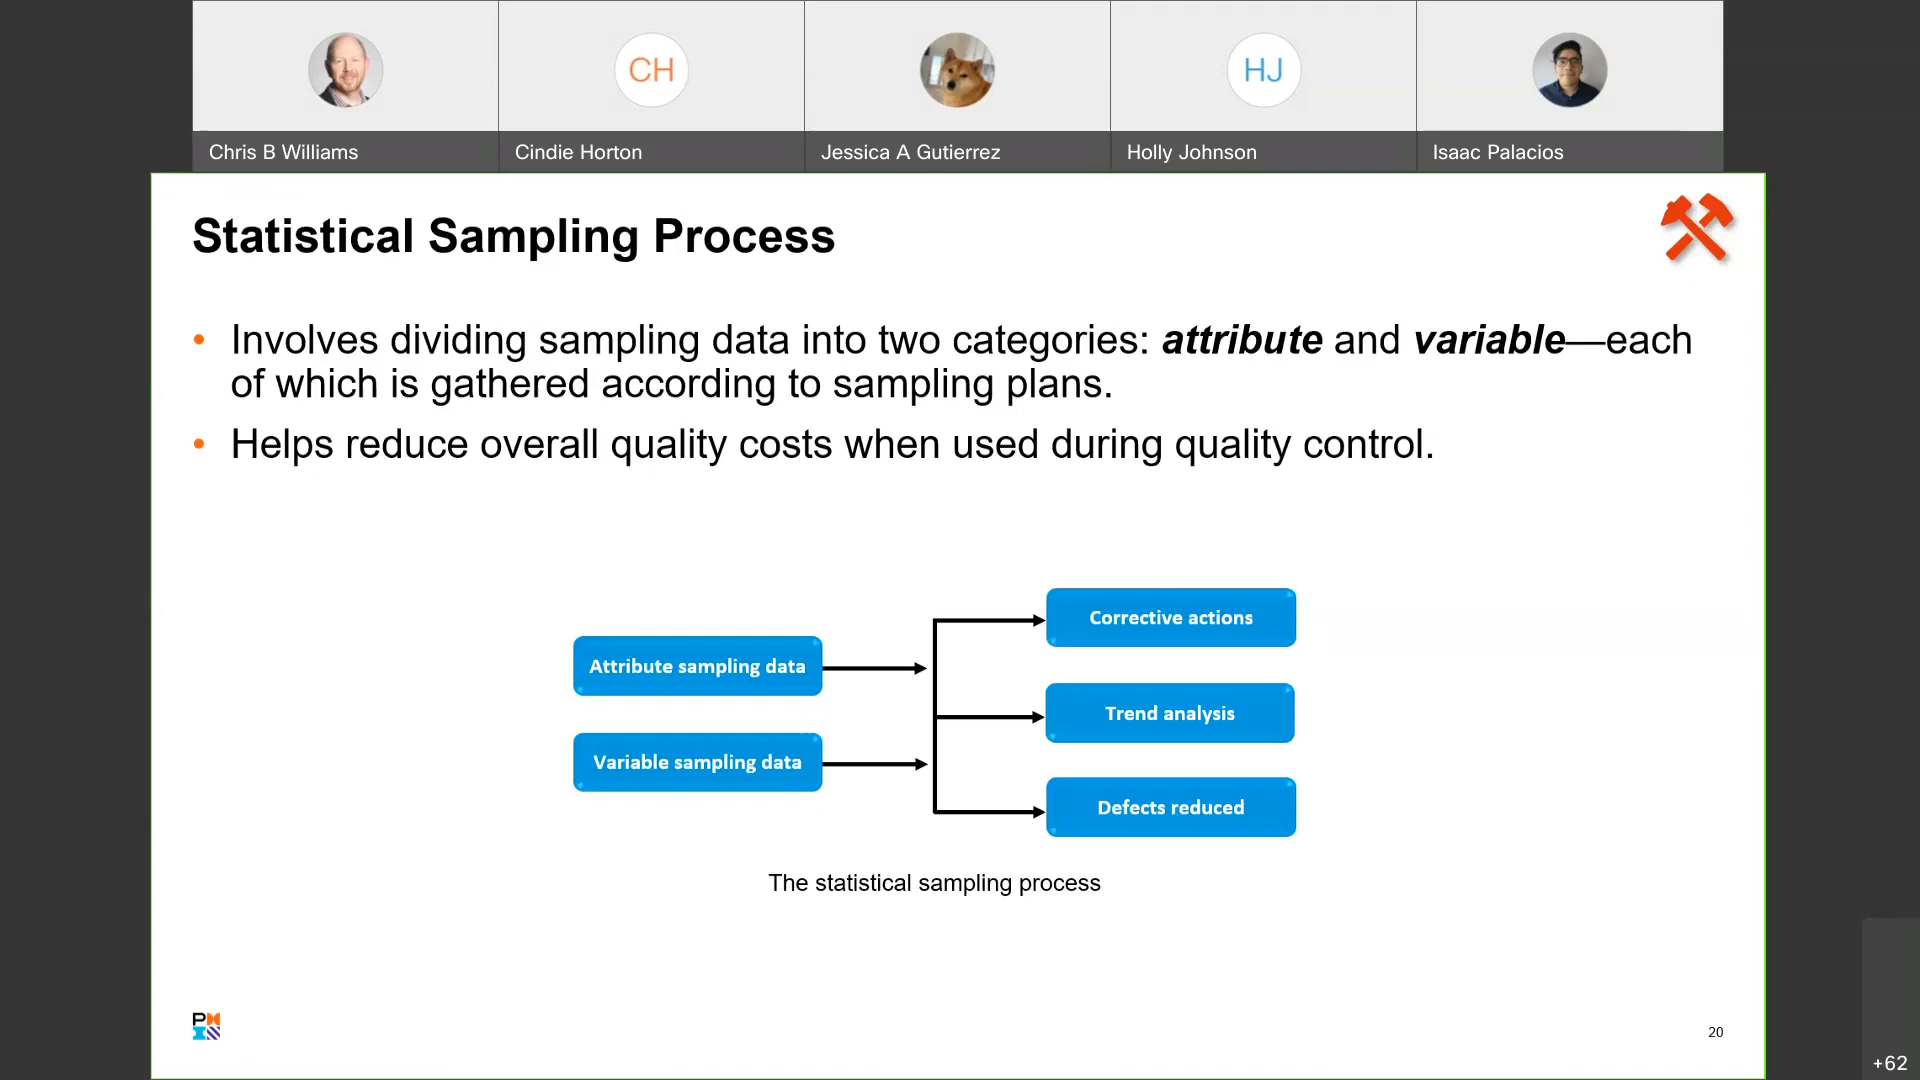 CH
HJ
Chris B Williams
Cindie Horton
Jessica A Gutierrez
Holly Johnson
Isaac Palacios
Statistical Sampling Process
• Involves dividing sampling data into two categories: attribute and variable—each
of which is gathered according to sampling plans.
• Helps reduce overall quality costs when used during quality control.
Attribute sampling data
Variable sampling data
Corrective actions
Trend analysis
Defects reduced
The statistical sampling process
20
+62